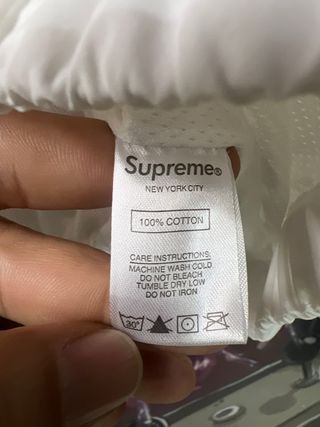 Supreme®
NEW YORK CITY
100% COTTON
CARE INSTRUCTIONS:
MACHINE WASH COLD
DO NOT BLEACH
TUMBLE DRY LOW
DO NOT IRON
30°